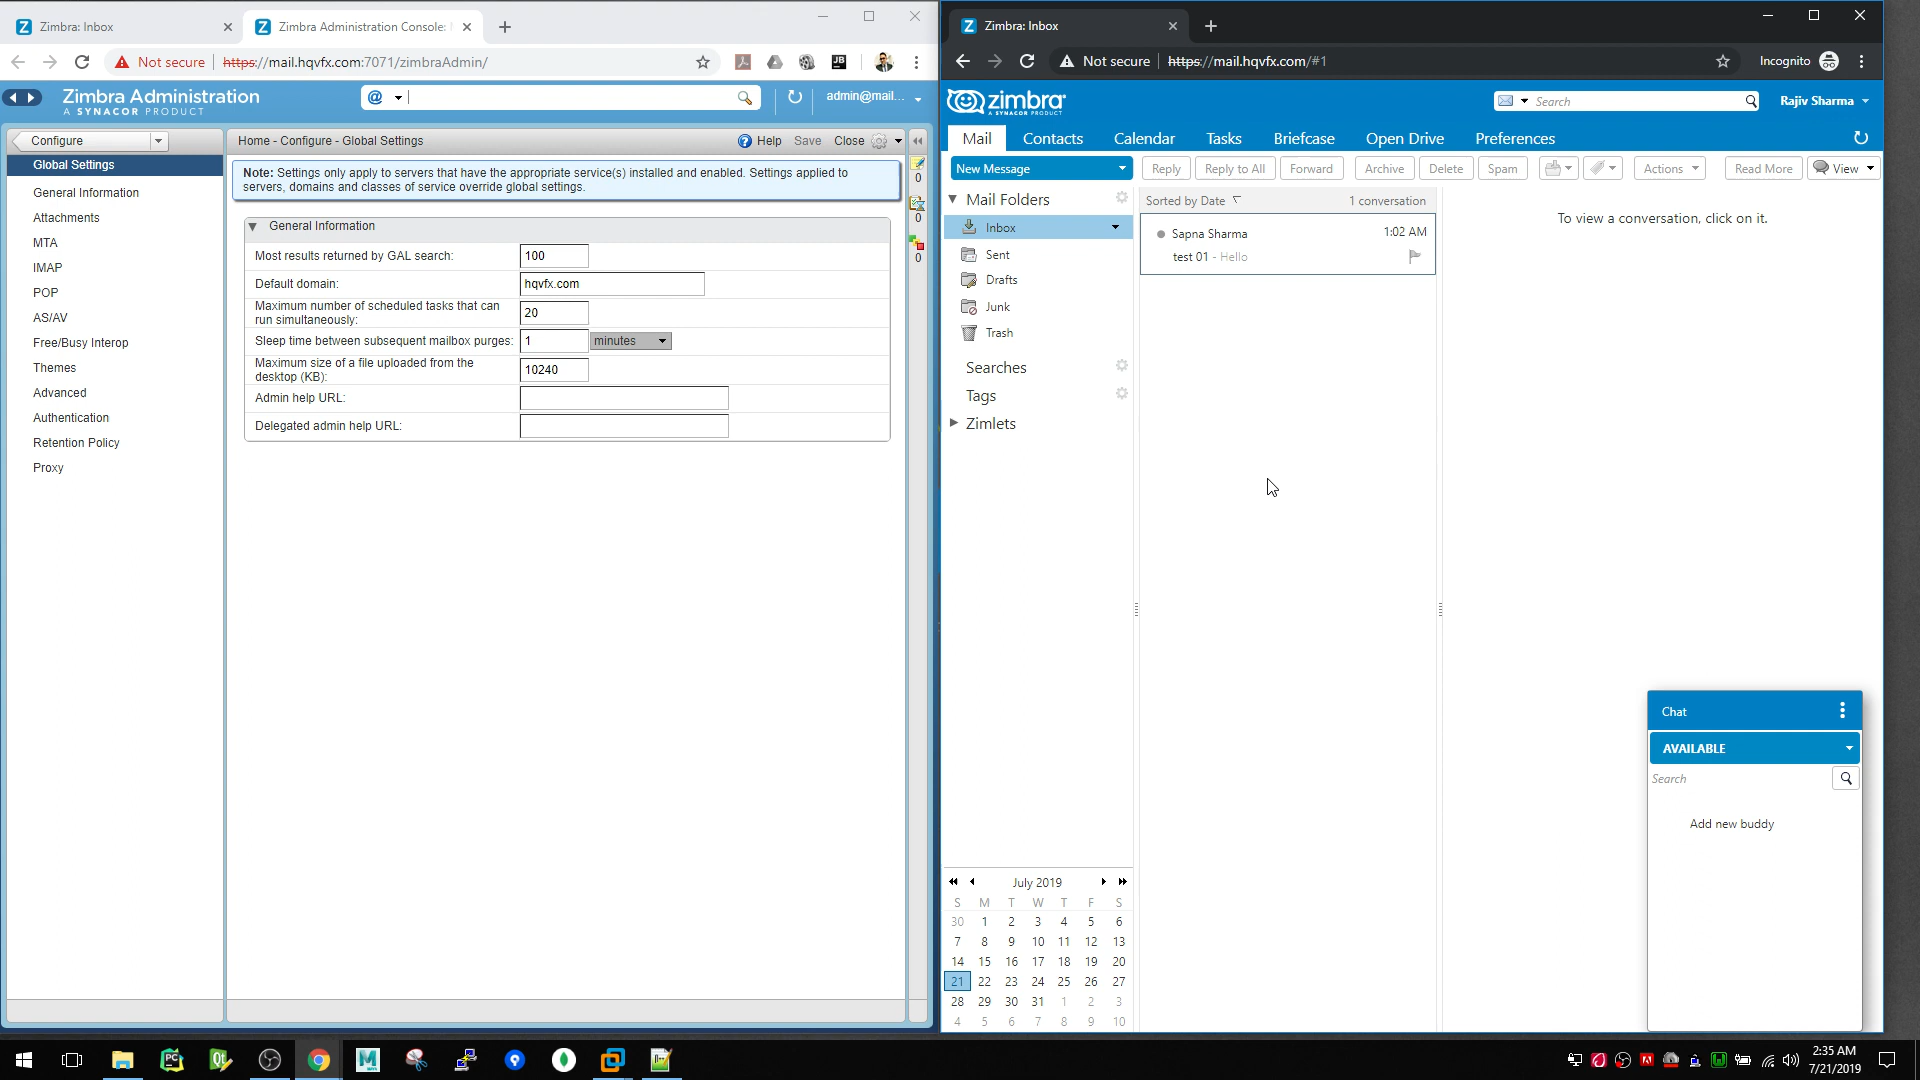 Zimbra: Inbox
Zimbra Administration Console:
Not secure
https://mail.hqvfx.com:7071/zimbraAdmin/
Zimbra Administration
A SYNACOR PRODUCT
@
admin@mail...
Configure
Global Settings
General Information
Attachments
MTA
IMAP
POP
AS/AV
Free/Busy Interop
Themes
Advanced
Authentication
Retention Policy
Proxy
Home - Configure - Global Settings
Help
Save
Close
Note: Settings only apply to servers that have the appropriate service(s) installed and enabled. Settings applied to
servers, domains and classes of service override global settings.
General Information
Most results returned by GAL search:
100
Default domain:
hqvfx.com
Maximum number of scheduled tasks that can
run simultaneously:
20
Sleep time between subsequent mailbox purges:
1
minutes
Maximum size of a file uploaded from the
desktop (KB):
10240
Admin help URL:
Delegated admin help URL:
0
0
0
Zimbra: Inbox
Not secure
https://mail.hqvfx.com/#1
Incognito
zimbra
A SYNACOR PRODUCT
Search
Rajiv Sharma
Mail
Contacts
Calendar
Tasks
Briefcase
Open Drive
Preferences
New Message
Reply
Reply to All
Forward
Archive
Delete
Spam
Actions
Read More
View
Mail Folders
Inbox
Sent
Drafts
Junk
Trash
Searches
Tags
Zimlets
Sorted by Date
1 conversation
Sapna Sharma
1:02 AM
test 01 - Hello
To view a conversation, click on it.
Chat
AVAILABLE
Search
Add new buddy
July 2019
S M T W T F S
30 1 2 3 4 5 6
7 8 9 10 11 12 13
14 15 16 17 18 19 20
21 22 23 24 25 26 27
28 29 30 31 1 2 3
4 5 6 7 8 9 10
2:35 AM
7/21/2019